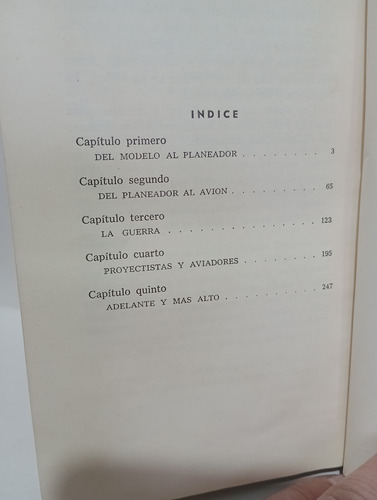 INDICE
Capítulo primero
DEL MODELO AL PLANEADOR . . . . . . . . 3
Capítulo segundo
DEL PLANEADOR AL AVION . . . . . . . . . 65
Capítulo tercero
LA GUERRA . . . . . . . . . . . . . . . 123
Capítulo cuarto
PROYECTISTAS Y AVIADORES . . . . . . . . 195
Capítulo quinto
ADELANTE Y MAS ALTO . . . . . . . . . . 247